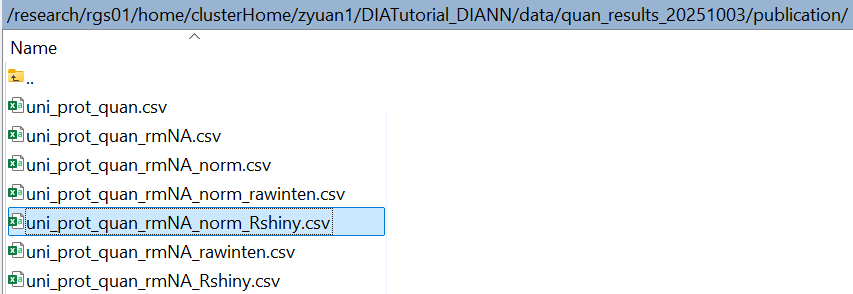 /research/rgs01/home/clusterHome/zyuan1/DIATutorial_DIANN/data/quan_results_20251003/publication/
Name
..
uni_prot_quan.csv
uni_prot_quan_rmNA.csv
uni_prot_quan_rmNA_norm.csv
uni_prot_quan_rmNA_norm_rawinten.csv
uni_prot_quan_rmNA_norm_Rshiny.csv
uni_prot_quan_rmNA_rawinten.csv
uni_prot_quan_rmNA_Rshiny.csv